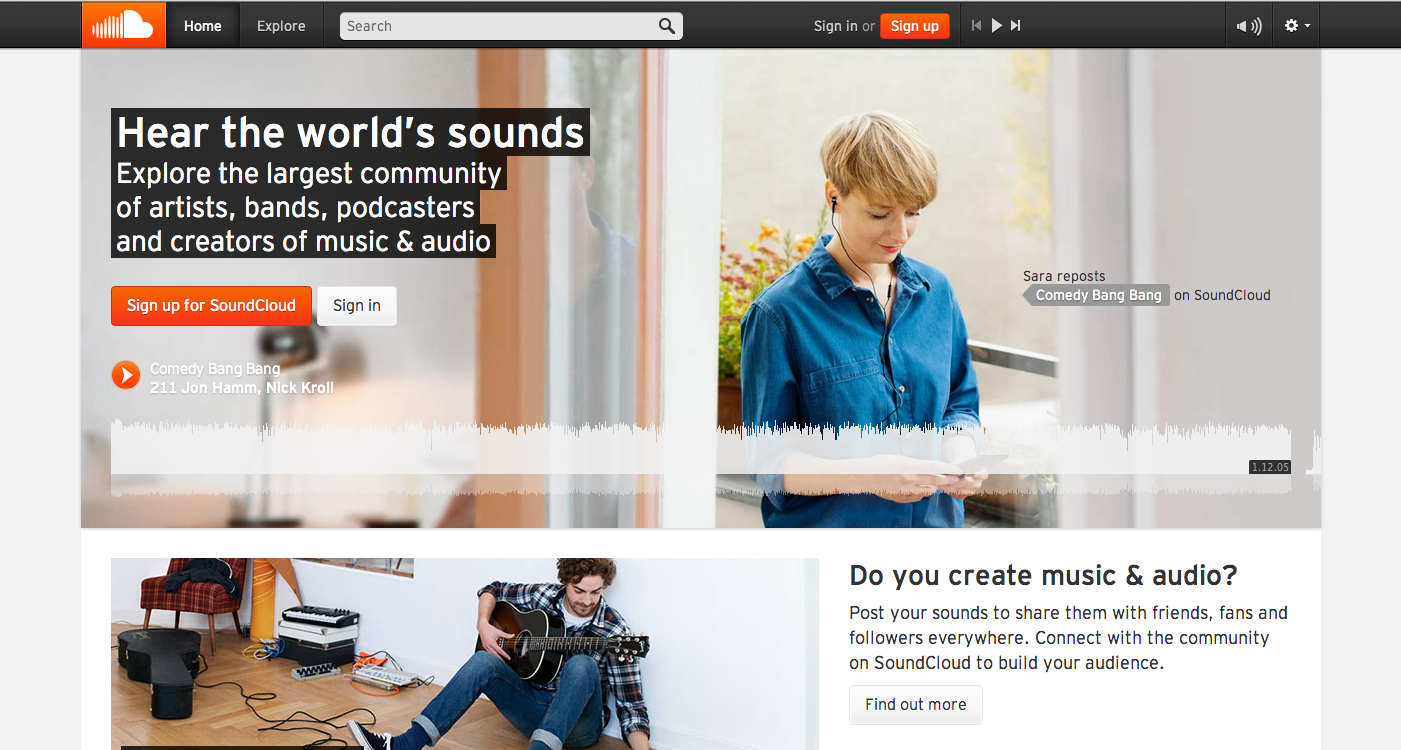 Home
Explore
Search
Sign in or Sign up
Hear the world's sounds
Explore the largest community
of artists, bands, podcasters
and creators of music & audio
Sign up for SoundCloud
Sign in
Sara reposts
Comedy Bang Bang on SoundCloud
Comedy Bang Bang
211 Jon Hamm, Nick Kroll
1.12.05
Do you create music & audio?
Post your sounds to share them with friends, fans and
followers everywhere. Connect with the community
on SoundCloud to build your audience.
Find out more